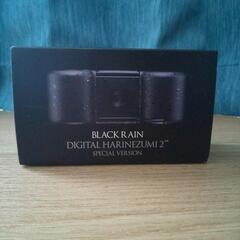 BLACK RAIN
DIGITAL HARINEZUMI 2™
SPECIAL VERSION